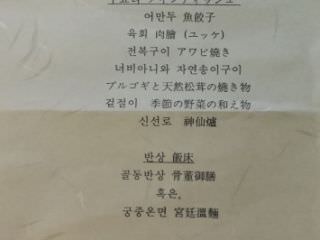 어만두 魚餃子
육회 肉膾 (ユッケ)
전복구이 アワビ焼き
너비아니와 자연송이구이
プルゴギと天然松茸の焼き物
겉절이 季節の野菜の和え物
신선로 神仙爐
반상 飯床
골동반상 骨董御膳
혹은,
궁중온면 宮廷溫麵